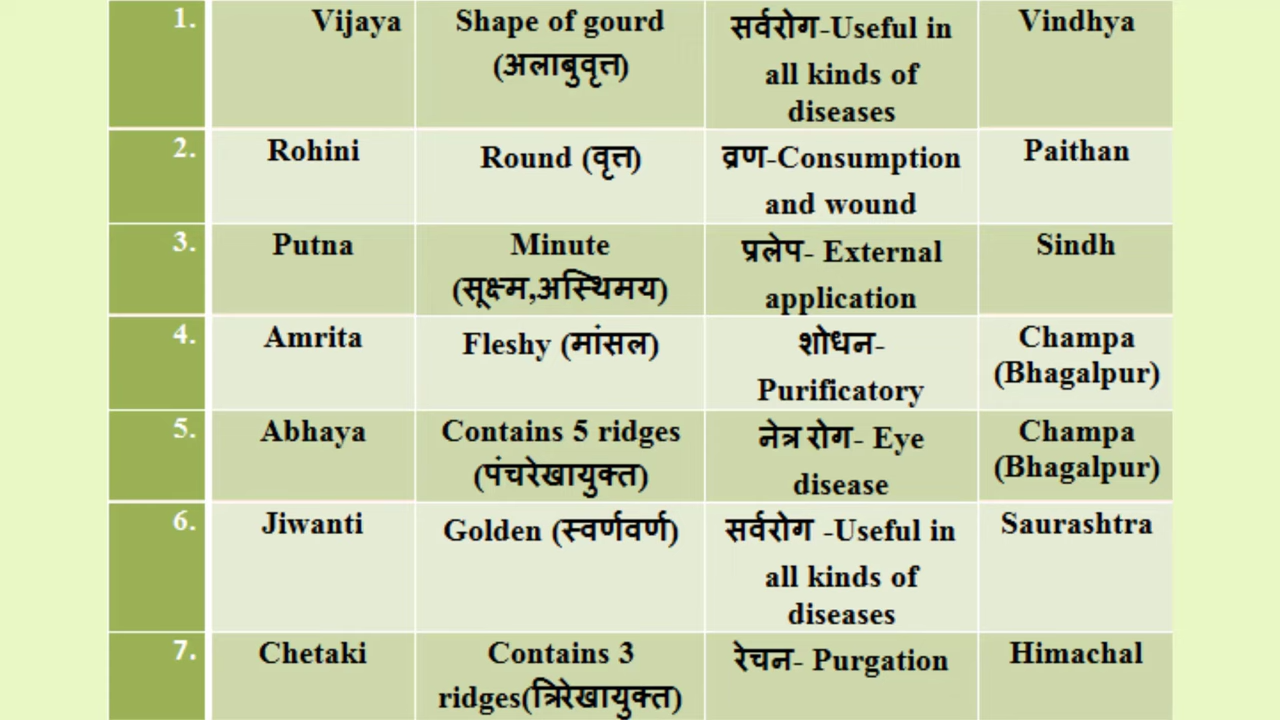 1. Vijaya Shape of gourd सर्वरोग-Useful in Vindhya
(अलाबुवृत्त) all kinds of
diseases
2. Rohini Round (वृत्त) व्रण-Consumption Paithan
and wound
3. Putna Minute प्रलेप- External Sindh
(सूक्ष्म,अस्थिमय) application
4. Amrita Fleshy (मांसल) शोधन- Champa
Purificatory (Bhagalpur)
5. Abhaya Contains 5 ridges नेत्र रोग- Eye Champa
(पंचरेखायुक्त) disease (Bhagalpur)
6. Jiwanti Golden (स्वर्णवर्ण) सर्वरोग -Useful in Saurashtra
all kinds of
diseases
7. Chetaki Contains 3 रेचन- Purgation Himachal
ridges(त्रिरेखायुक्त)